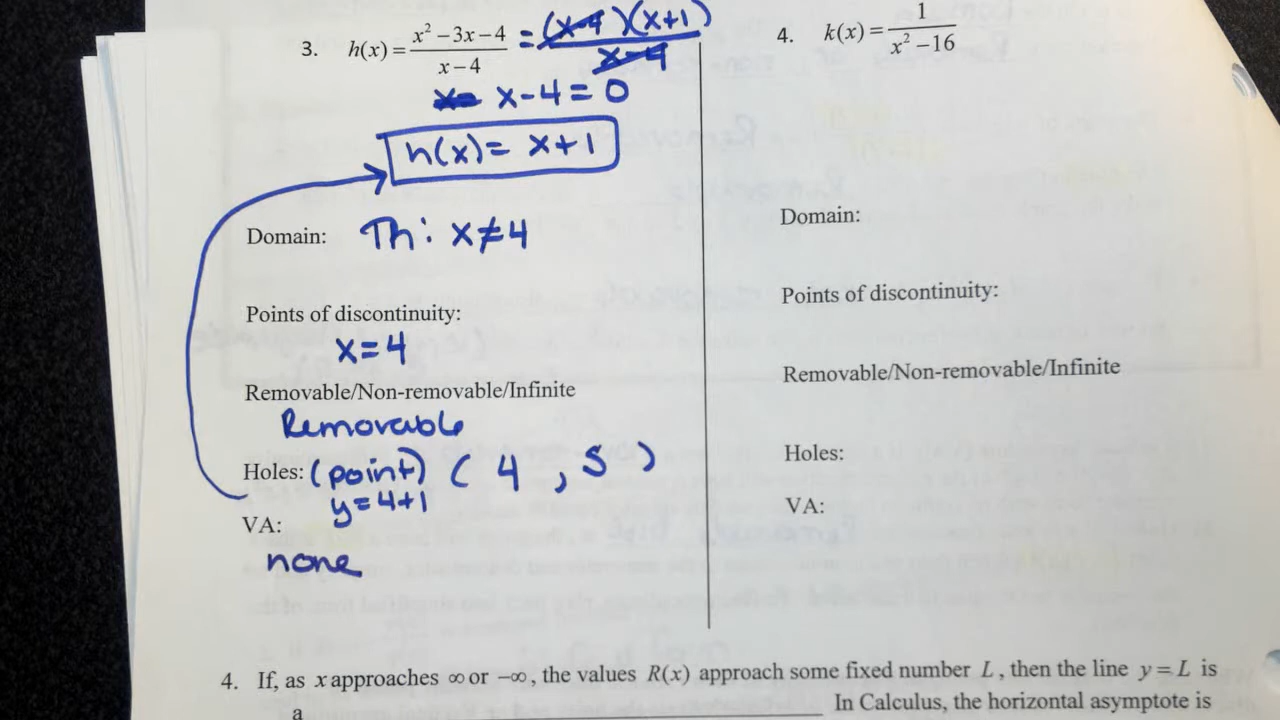 3. h(x) = (x² − 3x − 4)/(x − 4) = (x-4)(x+1)/(x-4)
x- x-4=0
h(x)= x+1
Domain: Th: x≠4
Points of discontinuity:
x=4
Removable/Non-removable/Infinite
Removable
Holes: (point) (4, 5)
y=4+1
VA:
none
4. k(x) = 1/(x² − 16)
Domain:
Points of discontinuity:
Removable/Non-removable/Infinite
Holes:
VA:
4. If, as x approaches ∞ or −∞, the values R(x) approach some fixed number L, then the line y = L is
a ____________________ In Calculus, the horizontal asymptote is